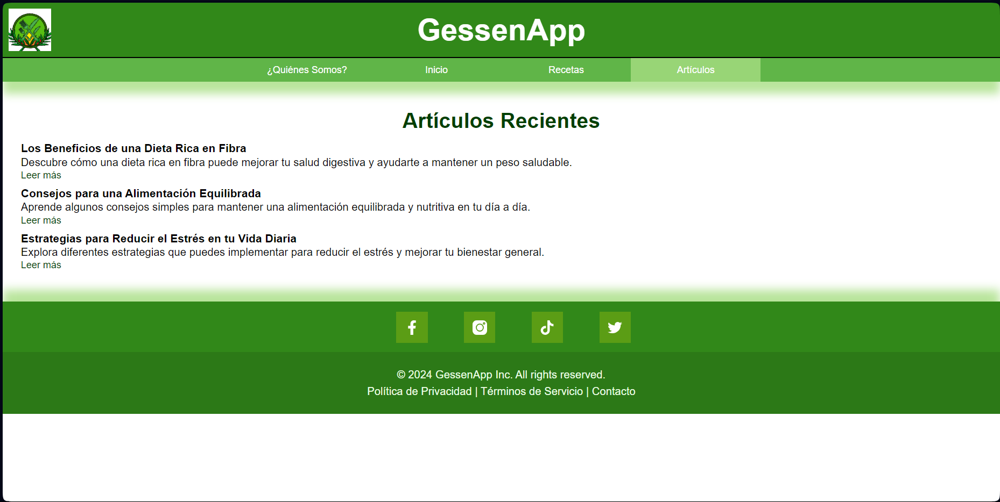 GessenApp
¿Quiénes Somos? Inicio Recetas Artículos
Artículos Recientes
Los Beneficios de una Dieta Rica en Fibra
Descubre cómo una dieta rica en fibra puede mejorar tu salud digestiva y ayudarte a mantener un peso saludable.
Leer más
Consejos para una Alimentación Equilibrada
Aprende algunos consejos simples para mantener una alimentación equilibrada y nutritiva en tu día a día.
Leer más
Estrategias para Reducir el Estrés en tu Vida Diaria
Explora diferentes estrategias que puedes implementar para reducir el estrés y mejorar tu bienestar general.
Leer más
© 2024 GessenApp Inc. All rights reserved.
Política de Privacidad | Términos de Servicio | Contacto